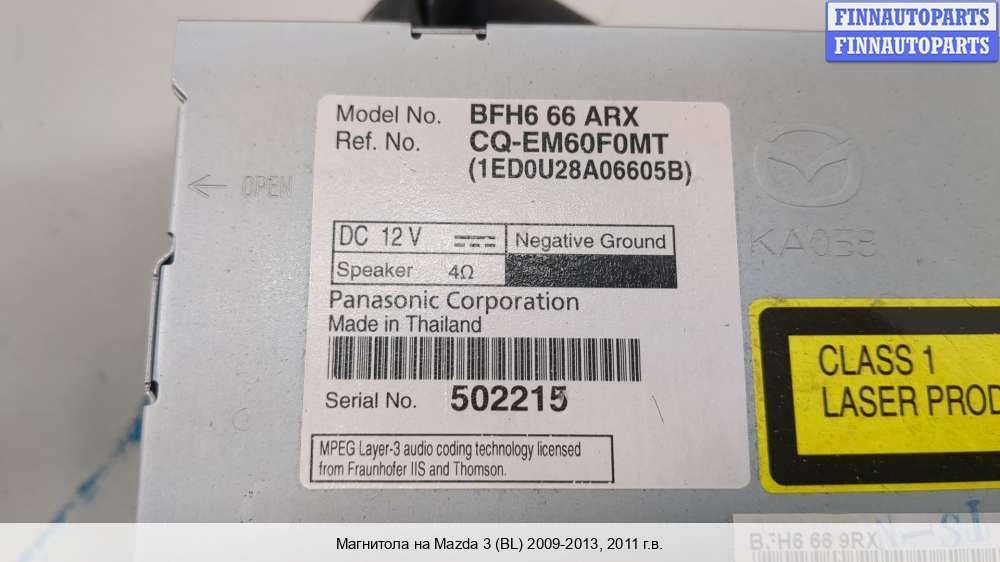 FINNAUTOPARTS
FINNAUTOPARTS
Model No. BFH6 66 ARX
Ref. No. CQ-EM60F0MT
(1ED0U28A06605B)
← OPEN
KA058
DC 12 V Negative Ground
Speaker 4Ω
Panasonic Corporation
Made in Thailand
CLASS 1
LASER PROD
Serial No. 502215
MPEG Layer-3 audio coding technology licensed
from Fraunhofer IIS and Thomson.
BFH6 66 9RX
Магнитола на Mazda 3 (BL) 2009-2013, 2011 г.в.